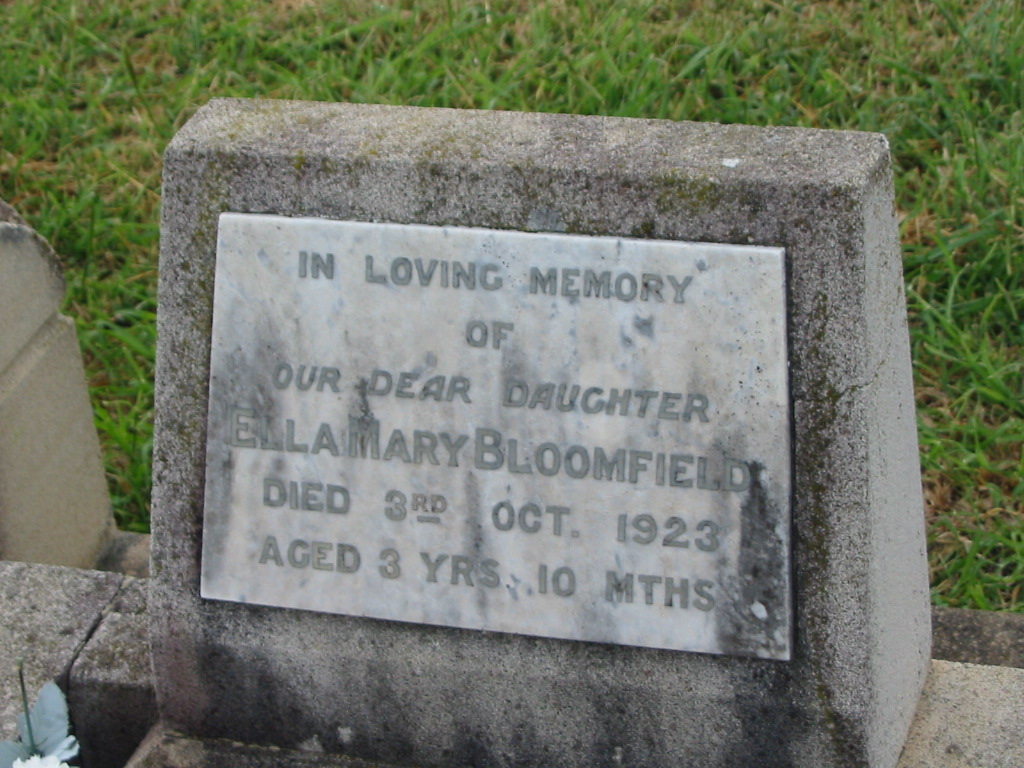 IN LOVING MEMORY
OF
OUR DEAR DAUGHTER
ELLA MARY BLOOMFIELD
DIED 3RD OCT. 1923
AGED 3 YRS. 10 MTHS